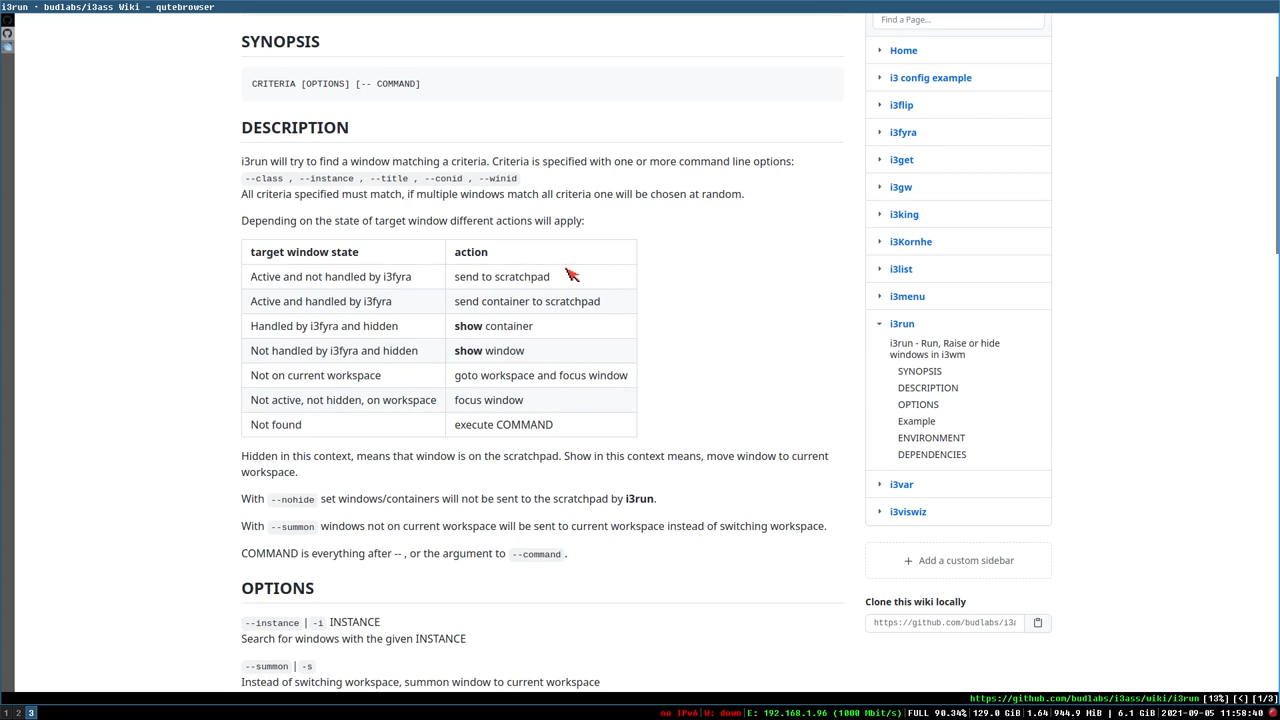 i3run · budlabs/i3ass Wiki - qutebrowser
SYNOPSIS
CRITERIA [OPTIONS] [-- COMMAND]
DESCRIPTION
i3run will try to find a window matching a criteria. Criteria is specified with one or more command line options:
--class , --instance , --title , --conid , --winid
All criteria specified must match, if multiple windows match all criteria one will be chosen at random.
Depending on the state of target window different actions will apply:
target window state action
Active and not handled by i3fyra send to scratchpad
Active and handled by i3fyra send container to scratchpad
Handled by i3fyra and hidden show container
Not handled by i3fyra and hidden show window
Not on current workspace goto workspace and focus window
Not active, not hidden, on workspace focus window
Not found execute COMMAND
Hidden in this context, means that window is on the scratchpad. Show in this context means, move window to current
workspace.
With --nohide set windows/containers will not be sent to the scratchpad by i3run.
With --summon windows not on current workspace will be sent to current workspace instead of switching workspace.
COMMAND is everything after -- , or the argument to --command.
OPTIONS
--instance | -i INSTANCE
Search for windows with the given INSTANCE
--summon | -s
Instead of switching workspace, summon window to current workspace
Find a Page...
Home
i3 config example
i3flip
i3fyra
i3get
i3gw
i3king
i3Kornhe
i3list
i3menu
i3run
i3run - Run, Raise or hide
windows in i3wm
SYNOPSIS
DESCRIPTION
OPTIONS
Example
ENVIRONMENT
DEPENDENCIES
i3var
i3viswiz
Add a custom sidebar
Clone this wiki locally
https://github.com/budlabs/i3a
https://github.com/budlabs/i3ass/wiki/i3run [13%] [<] [1/3]
1 2 3 no IPv6|W: down|E: 192.168.1.96 (1000 Mbit/s)|FULL 90.34%|129.0 GiB|1.64|944.9 MiB | 6.1 GiB|2021-09-05 11:58:40